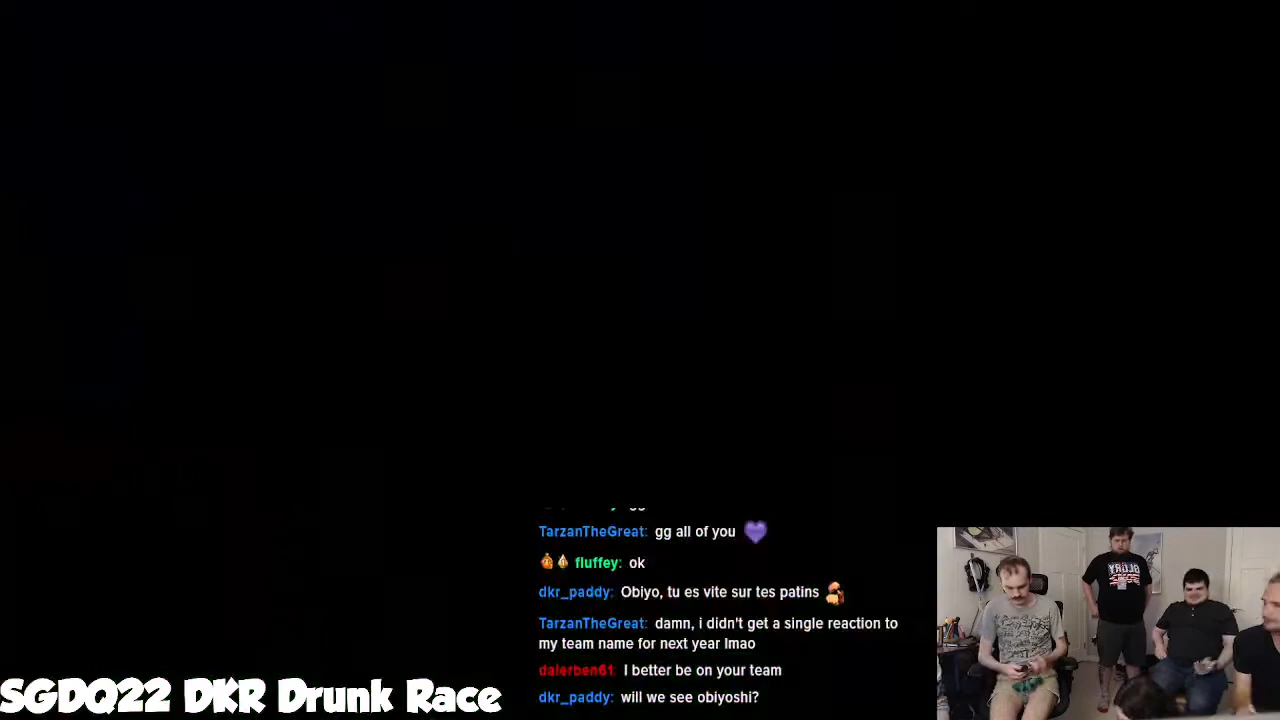 TarzanTheGreat: gg all of you
fluffey: ok
dkr_paddy: Obiyo, tu es vite sur tes patins
TarzanTheGreat: damn, i didn't get a single reaction to
my team name for next year lmao
dalerben61: I better be on your team
dkr_paddy: will we see obiyoshi?
SGDQ22 DKR Drunk Race